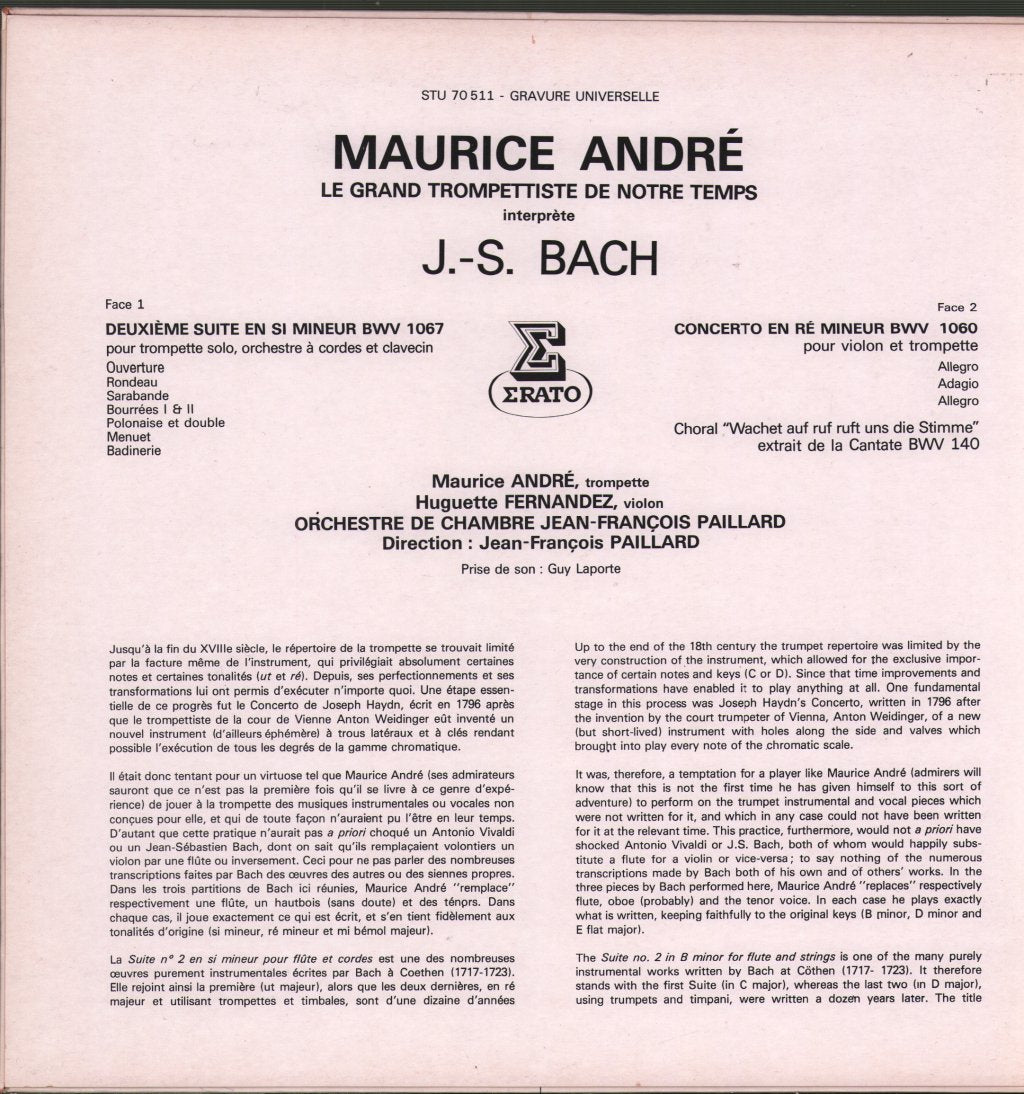 STU 70 511 - GRAVURE UNIVERSELLE
MAURICE ANDRÉ
LE GRAND TROMPETTISTE DE NOTRE TEMPS
interprète
J.-S. BACH
Face 1
DEUXIÈME SUITE EN SI MINEUR BWV 1067
pour trompette solo, orchestre à cordes et clavecin
Ouverture
Rondeau
Sarabande
Bourrées I & II
Polonaise et double
Menuet
Badinerie
ΣRATO
Face 2
CONCERTO EN RÉ MINEUR BWV 1060
pour violon et trompette
Allegro
Adagio
Allegro
Choral "Wachet auf ruf ruft uns die Stimme"
extrait de la Cantate BWV 140
Maurice ANDRÉ, trompette
Huguette FERNANDEZ, violon
ORCHESTRE DE CHAMBRE JEAN-FRANÇOIS PAILLARD
Direction : Jean-François PAILLARD
Prise de son : Guy Laporte
Jusqu'à la fin du XVIIIe siècle, le répertoire de la trompette se trouvait limité
par la facture même de l'instrument, qui privilégiait absolument certaines
notes et certaines tonalités (ut et ré). Depuis, ses perfectionnements et ses
transformations lui ont permis d'exécuter n'importe quoi. Une étape essen-
tielle de ce progrès fut le Concerto de Joseph Haydn, écrit en 1796 après
que le trompettiste de la cour de Vienne Anton Weidinger eût inventé un
nouvel instrument (d'ailleurs éphémère) à trous latéraux et à clés rendant
possible l'exécution de tous les degrés de la gamme chromatique.
Il était donc tentant pour un virtuose tel que Maurice André (ses admirateurs
sauront que ce n'est pas la première fois qu'il se livre à ce genre d'expé-
rience) de jouer à la trompette des musiques instrumentales ou vocales non
conçues pour elle, et qui de toute façon n'auraient pu l'être en leur temps.
D'autant que cette pratique n'aurait pas a priori choqué un Antonio Vivaldi
ou un Jean-Sébastien Bach, dont on sait qu'ils remplaçaient volontiers un
violon par une flûte ou inversement. Ceci pour ne pas parler des nombreuses
transcriptions faites par Bach des œuvres des autres ou des siennes propres.
Dans les trois partitions de Bach ici réunies, Maurice André "remplace"
respectivement une flûte, un hautbois (sans doute) et des ténprs. Dans
chaque cas, il joue exactement ce qui est écrit, et s'en tient fidèlement aux
tonalités d'origine (si mineur, ré mineur et mi bémol majeur).
La Suite n° 2 en si mineur pour flûte et cordes est une des nombreuses
œuvres purement instrumentales écrites par Bach à Coethen (1717-1723).
Elle rejoint ainsi la première (ut majeur), alors que les deux dernières, en ré
majeur et utilisant trompettes et timbales, sont d'une dizaine d'années
Up to the end of the 18th century the trumpet repertoire was limited by the
very construction of the instrument, which allowed for the exclusive impor-
tance of certain notes and keys (C or D). Since that time improvements and
transformations have enabled it to play anything at all. One fundamental
stage in this process was Joseph Haydn's Concerto, written in 1796 after
the invention by the court trumpeter of Vienna, Anton Weidinger, of a new
(but short-lived) instrument with holes along the side and valves which
brought into play every note of the chromatic scale.
It was, therefore, a temptation for a player like Maurice André (admirers will
know that this is not the first time he has given himself to this sort of
adventure) to perform on the trumpet instrumental and vocal pieces which
were not written for it, and which in any case could not have been written
for it at the relevant time. This practice, furthermore, would not a priori have
shocked Antonio Vivaldi or J.S. Bach, both of whom would happily subs-
titute a flute for a violin or vice-versa ; to say nothing of the numerous
transcriptions made by Bach both of his own and of others' works. In the
three pieces by Bach performed here, Maurice André "replaces" respectively
flute, oboe (probably) and the tenor voice. In each case he plays exactly
what is written, keeping faithfully to the original keys (B minor, D minor and
E flat major).
The Suite no. 2 in B minor for flute and strings is one of the many purely
instrumental works written by Bach at Cöthen (1717- 1723). It therefore
stands with the first Suite (in C major), whereas the last two (in D major),
using trumpets and timpani, were written a dozen years later. The title